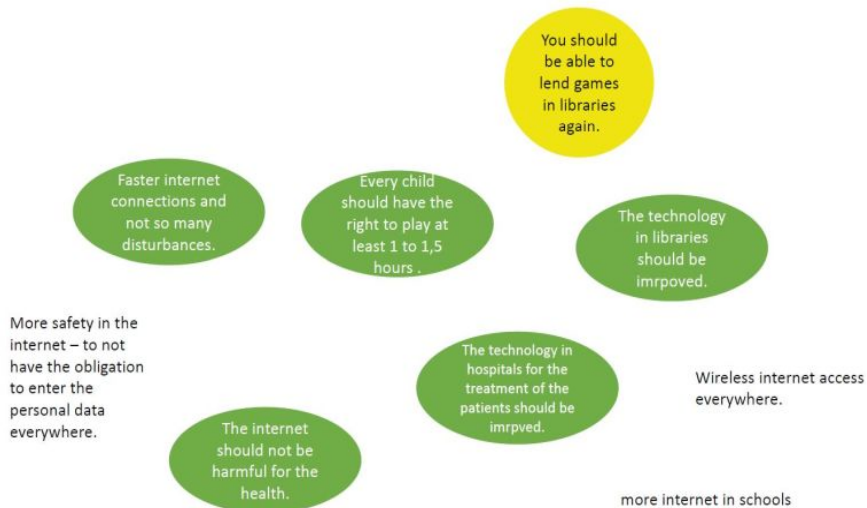 You should
be able to
lend games
in libraries
again.
Faster internet
connections and
not so many
disturbances.
Every child
should have the
right to play at
least 1 to 1,5
hours .
The technology
in libraries
should be
imrpoved.
More safety in the
internet – to not
have the obligation
to enter the
personal data
everywhere.
The technology in
hospitals for the
treatment of the
patients should be
imrpved.
Wireless internet access
everywhere.
The internet
should not be
harmful for the
health.
more internet in schools